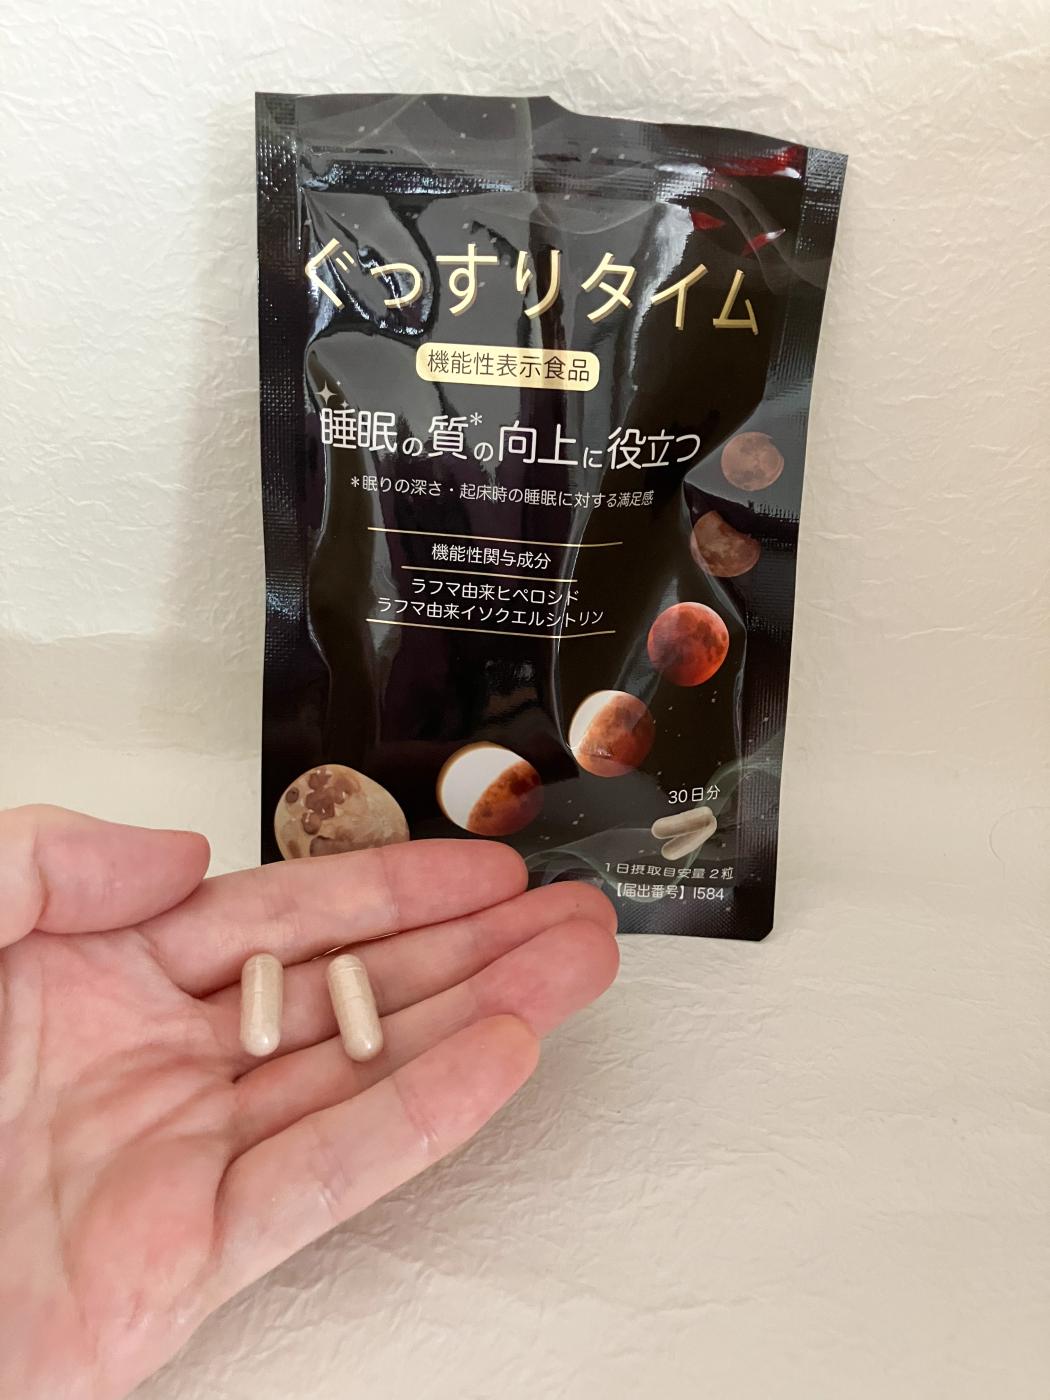 ぐっすりタイム
機能性表示食品
睡眠の質*の向上に役立つ
*眠りの深さ・起床時の睡眠に対する満足感
機能性関与成分
ラフマ由来ヒペロシド
ラフマ由来イソクエルシトリン
30日分
1日摂取目安量2粒
【届出番号】I584